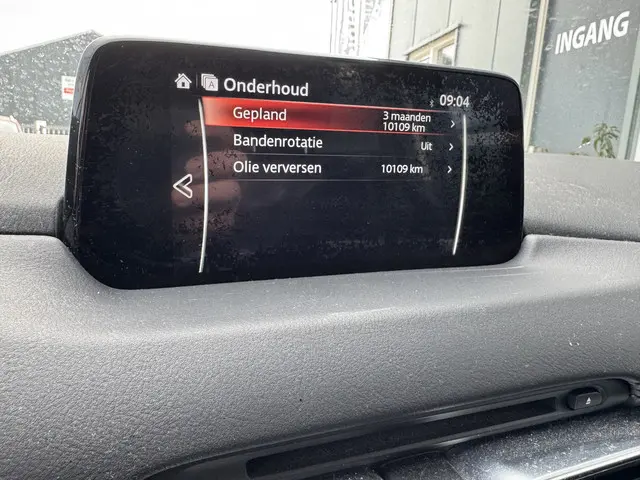 INGANG
A Onderhoud
09:04
Gepland 3 maanden
10109 km
Bandenrotatie Uit
Olie verversen 10109 km